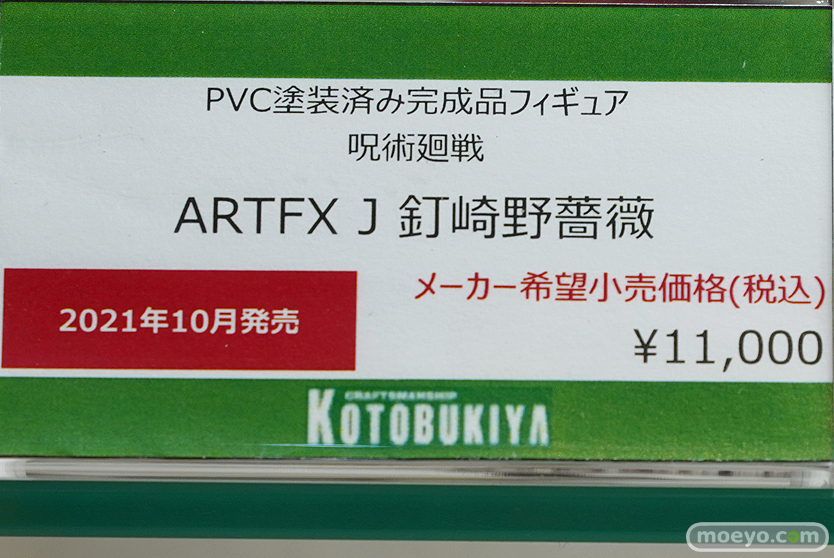 PVC塗装済み完成品フィギュア
呪術廻戦
ARTFX J 釘崎野薔薇
メーカー希望小売価格(税込)
2021年10月発売
¥11,000
CRAFTSMANSHIP
KOTOBUKIYA
moeyo.com